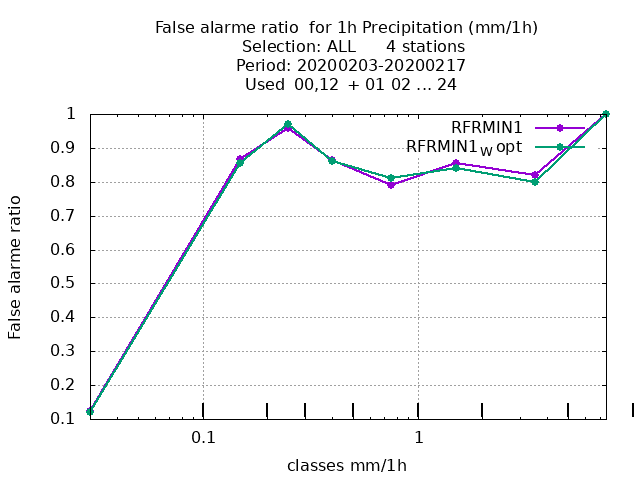 False alarme ratio  for 1h Precipitation (mm/1h)
Selection: ALL      4 stations
Period: 20200203-20200217
Used  00,12  + 01 02 ... 24
RFRMIN1
RFRMIN1_W opt
1
0.9
0.8
0.7
0.6
0.5
0.4
0.3
0.2
0.1
False alarme ratio
0.1
1
classes mm/1h